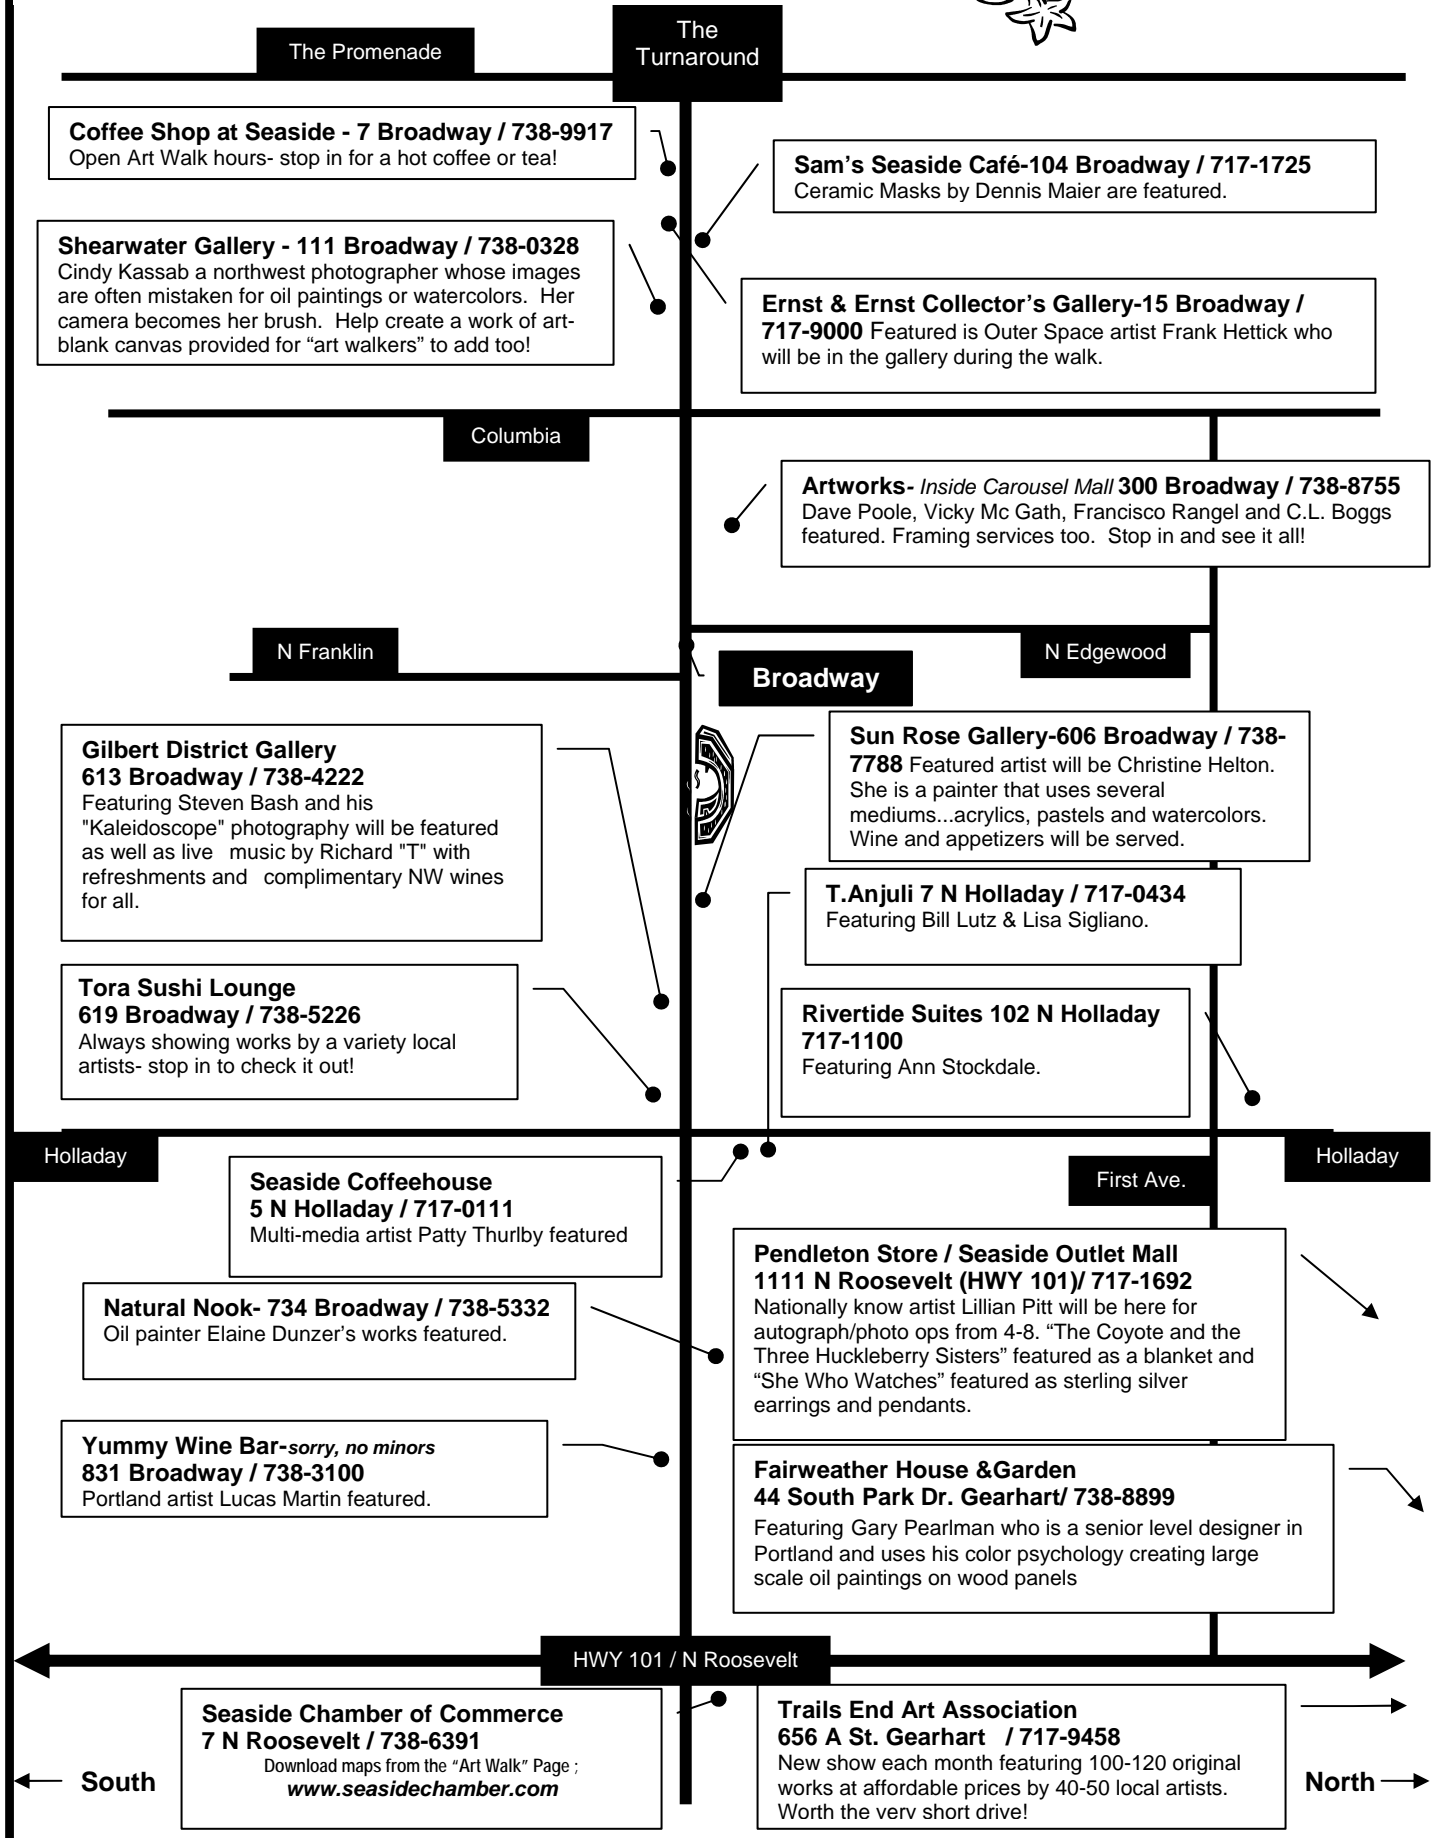 The Promenade
The
Turnaround
Coffee Shop at Seaside - 7 Broadway / 738-9917
Open Art Walk hours- stop in for a hot coffee or tea!
Sam's Seaside Café-104 Broadway / 717-1725
Ceramic Masks by Dennis Maier are featured.
Shearwater Gallery - 111 Broadway / 738-0328
Cindy Kassab a northwest photographer whose images
are often mistaken for oil paintings or watercolors.  Her
camera becomes her brush.  Help create a work of art-
blank canvas provided for “art walkers” to add too!
Ernst & Ernst Collector's Gallery-15 Broadway /
717-9000 Featured is Outer Space artist Frank Hettick who
will be in the gallery during the walk.
Columbia
Artworks- Inside Carousel Mall 300 Broadway / 738-8755
Dave Poole, Vicky Mc Gath, Francisco Rangel and C.L. Boggs
featured. Framing services too.  Stop in and see it all!
N Franklin
N Edgewood
Broadway
Gilbert District Gallery
613 Broadway / 738-4222
Featuring Steven Bash and his
"Kaleidoscope" photography will be featured
as well as live   music by Richard "T" with
refreshments and   complimentary NW wines
for all.
Sun Rose Gallery-606 Broadway / 738-
7788 Featured artist will be Christine Helton.
She is a painter that uses several
mediums...acrylics, pastels and watercolors.
Wine and appetizers will be served.
T.Anjuli 7 N Holladay / 717-0434
Featuring Bill Lutz & Lisa Sigliano.
Tora Sushi Lounge
619 Broadway / 738-5226
Always showing works by a variety local
artists- stop in to check it out!
Rivertide Suites 102 N Holladay
717-1100
Featuring Ann Stockdale.
Holladay
Holladay
First Ave.
Seaside Coffeehouse
5 N Holladay / 717-0111
Multi-media artist Patty Thurlby featured
Pendleton Store / Seaside Outlet Mall
1111 N Roosevelt (HWY 101)/ 717-1692
Nationally know artist Lillian Pitt will be here for
autograph/photo ops from 4-8. “The Coyote and the
Three Huckleberry Sisters” featured as a blanket and
“She Who Watches” featured as sterling silver
earrings and pendants.
Natural Nook- 734 Broadway / 738-5332
Oil painter Elaine Dunzer's works featured.
Yummy Wine Bar-sorry, no minors
831 Broadway / 738-3100
Portland artist Lucas Martin featured.
Fairweather House &Garden
44 South Park Dr. Gearhart/ 738-8899
Featuring Gary Pearlman who is a senior level designer in
Portland and uses his color psychology creating large
scale oil paintings on wood panels
HWY 101 / N Roosevelt
Seaside Chamber of Commerce
7 N Roosevelt / 738-6391
Download maps from the “Art Walk” Page ;
www.seasidechamber.com
Trails End Art Association
656 A St. Gearhart   / 717-9458
New show each month featuring 100-120 original
works at affordable prices by 40-50 local artists.
Worth the very short drive!
South
North